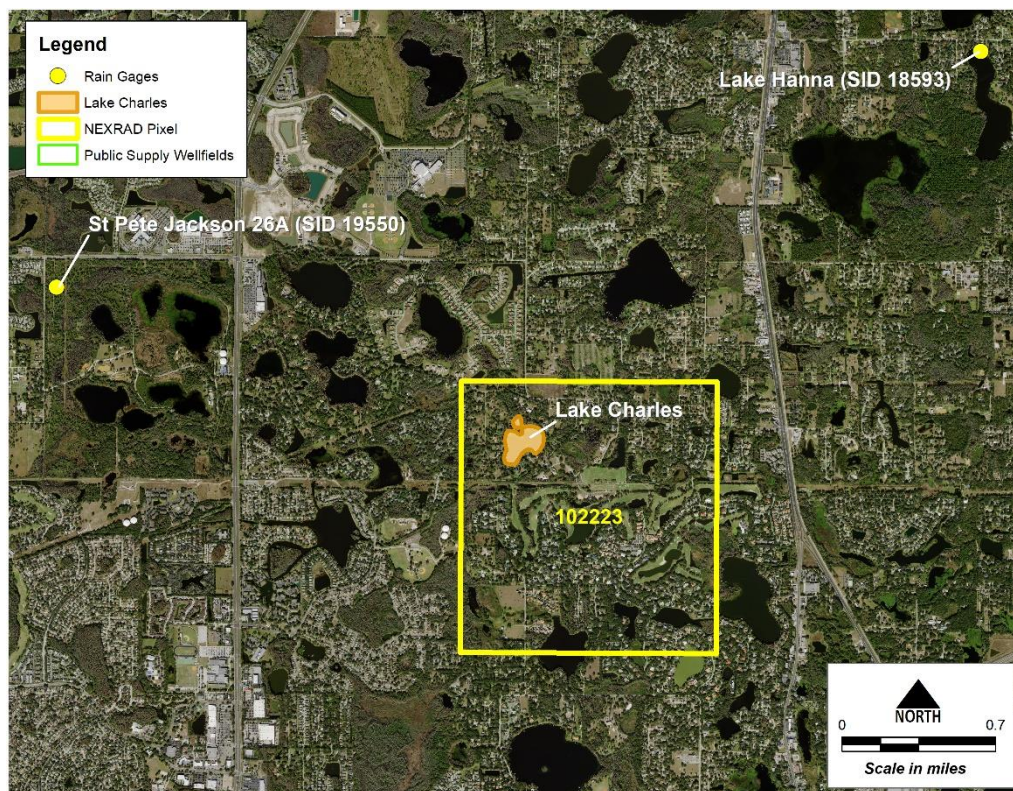 Legend
Rain Gages
Lake Charles
NEXRAD Pixel
Public Supply Wellfields
Lake Hanna (SID 18593)
St Pete Jackson 26A (SID 19550)
Lake Charles
102223
NORTH
0 0.7
Scale in miles